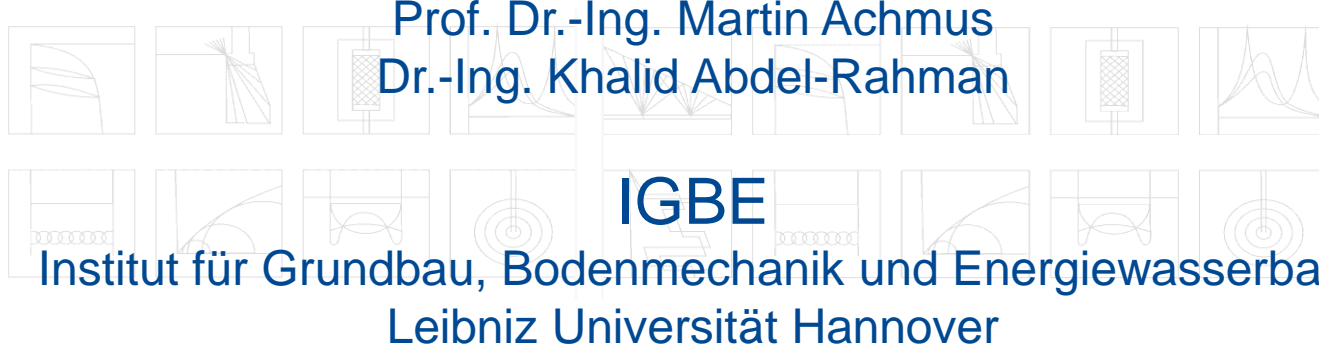 Prof. Dr.-Ing. Martin Achmus
Dr.-Ing. Khalid Abdel-Rahman
IGBE
Institut für Grundbau, Bodenmechanik und Energiewasserba
Leibniz Universität Hannover